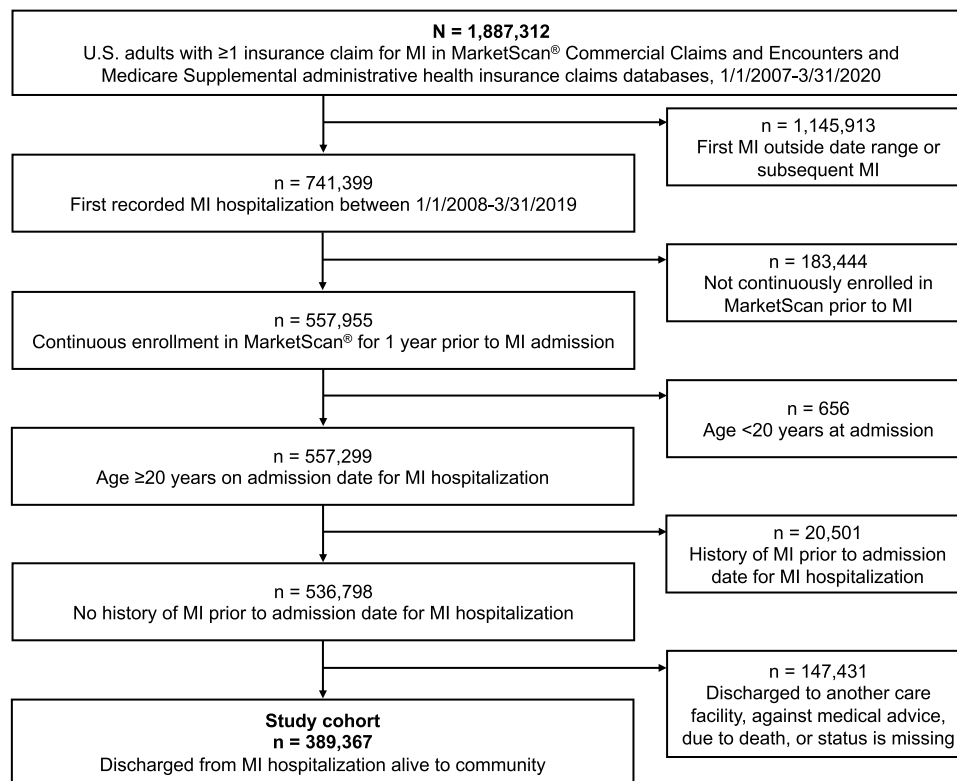 N = 1,887,312
U.S. adults with ≥1 insurance claim for MI in MarketScan® Commercial Claims and Encounters and
Medicare Supplemental administrative health insurance claims databases, 1/1/2007-3/31/2020
n = 1,145,913
First MI outside date range or
subsequent MI
n = 741,399
First recorded MI hospitalization between 1/1/2008-3/31/2019
n = 183,444
Not continuously enrolled in
MarketScan prior to MI
n = 557,955
Continuous enrollment in MarketScan® for 1 year prior to MI admission
n = 656
Age <20 years at admission
n = 557,299
Age ≥20 years on admission date for MI hospitalization
n = 20,501
History of MI prior to admission
date for MI hospitalization
n = 536,798
No history of MI prior to admission date for MI hospitalization
n = 147,431
Discharged to another care
facility, against medical advice,
due to death, or status is missing
Study cohort
n = 389,367
Discharged from MI hospitalization alive to community